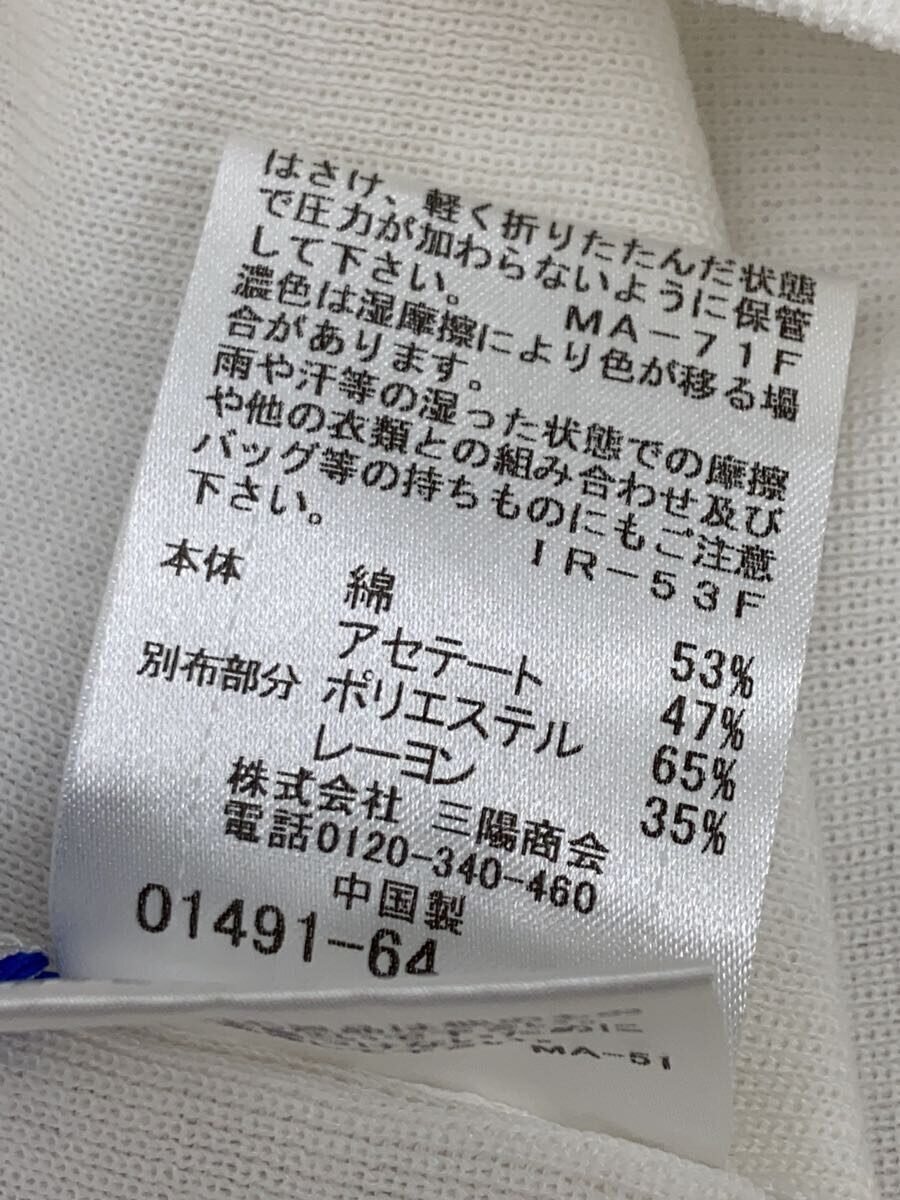 はさけ、軽く折りたたんだ状態
で圧力が加わらないように保管
して下さい。 MA-71F
濃色は湿摩擦により色が移る場
合があります。
雨や汗等の湿った状態での摩擦
や他の衣類との組み合わせ及び
バッグ等の持ちものにもご注意
下さい。 IR-53F
本体 綿 53%
アセテート 47%
別布部分 ポリエステル 65%
レーヨン 35%
株式会社 三陽商会
電話0120-340-460
中国製
01491-64
MA-51